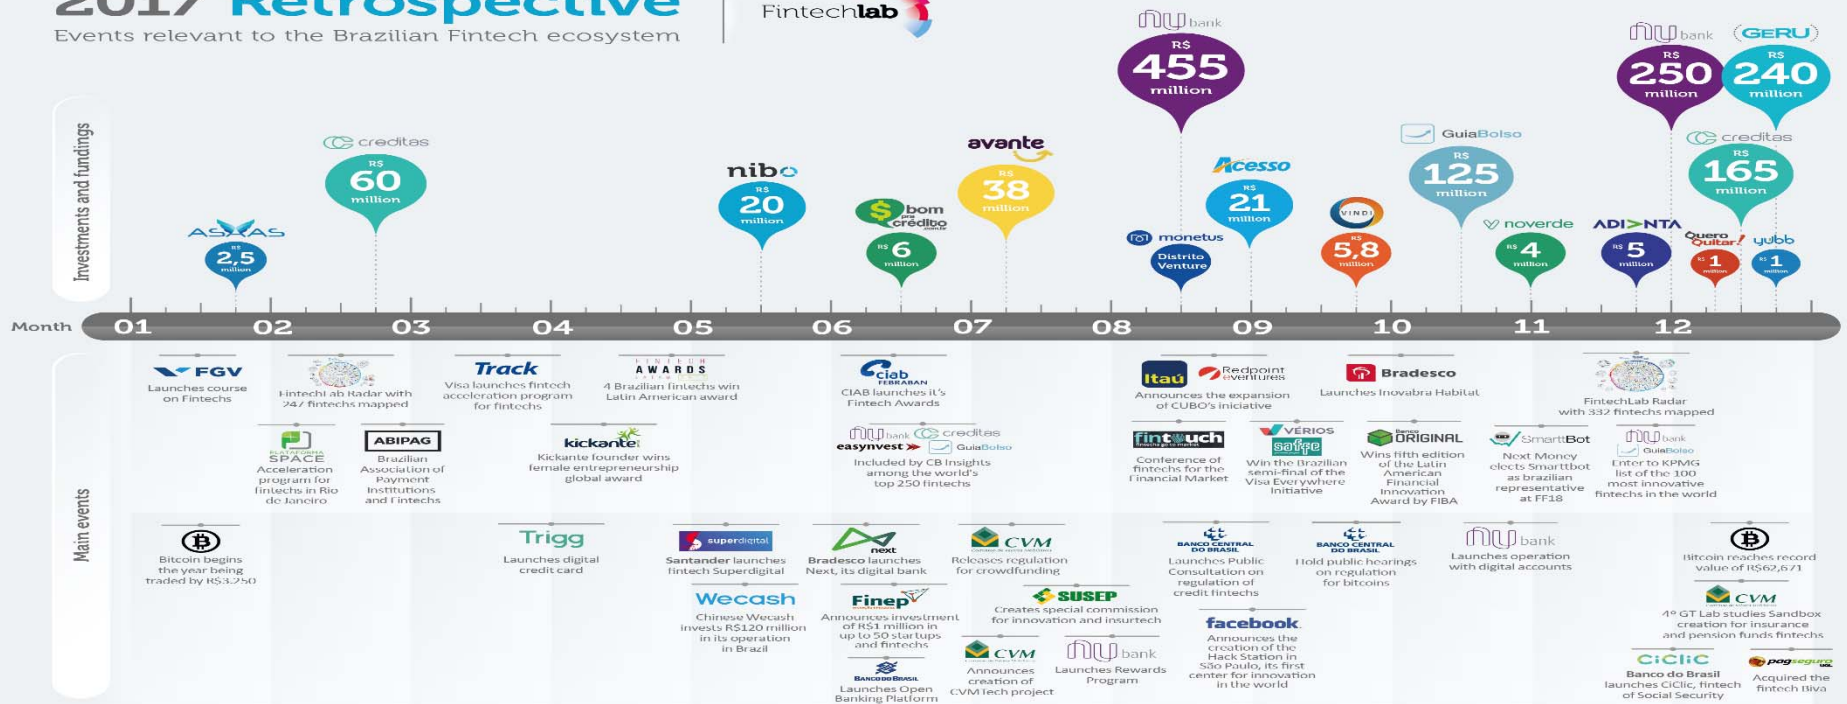 2017 Retrospective
Events relevant to the Brazilian Fintech ecosystem
Fintechlab
Investments and fundings
ASAAS
R$
2,5
million
creditas
R$
60
million
nibo
R$
20
million
bom
pra
crédito
R$ 6
million
avante
R$
38
million
nu bank
R$
455
million
monetus
Distrito
Venture
Acesso
R$
21
million
VINDI
R$
5,8
million
GuiaBolso
R$
125
million
noverde
R$
4
million
ADI>NTA
R$
5
million
nu bank
R$
250
million
(GERU)
R$
240
million
creditas
R$
165
million
Quero
Quitar!
R$ 1
million
yubb
R$ 1
million
Month 01 02 03 04 05 06 07 08 09 10 11 12
Main events
FGV
Launches course
on Fintechs
FintechLab Radar with
247 fintechs mapped
Track
Visa launches fintech
acceleration program
for fintechs
FINTECH
AWARDS
4 Brazilian fintechs win
Latin American award
ciab
FEBRABAN
CIAB launches it's
Fintech Awards
Itaú
Redpoint
eventures
Announces the expansion
of CUBO's iniciative
Bradesco
Launches Inovabra Habitat
FintechLab Radar
with 332 fintechs mapped
PLATAFORMA
SPACE
Acceleration
program for
fintechs in Rio
de Janeiro
ABIPAG
Brazilian
Association of
Payment
Institutions
and Fintechs
kickante
Kickante founder wins
female entrepreneurship
global award
nu bank creditas
easynvest GuiaBolso
Included by CB Insights
among the world's
top 250 fintechs
fintouch
Conference of
fintechs for the
Financial Market
VÉRIOS
saffe
Win the Brazilian
semi-final of the
Visa Everywhere
Initiative
Banco
ORIGINAL
Wins fifth edition
of the Latin
American
Financial
Innovation
Award by FIBA
SmarttBot
Next Money
elects Smarttbot
as brazilian
representative
at FF18
nu bank
GuiaBolso
Enter to KPMG
list of the 100
most innovative
fintechs in the world
Bitcoin begins
the year being
traded by R$3.250
Trigg
Launches digital
credit card
superdigital
Santander launches
fintech Superdigital
next
Bradesco launches
Next, its digital bank
CVM
Releases regulation
for crowdfunding
BANCO CENTRAL
DO BRASIL
Launches Public
Consultation on
regulation of
credit fintechs
BANCO CENTRAL
DO BRASIL
Hold public hearings
on regulation
for bitcoins
nu bank
Launches operation
with digital accounts
Bitcoin reaches record
value of R$62,671
Wecash
Chinese Wecash
invests R$120 million
in its operation
in Brazil
Finep
Announces investment
of R$1 million in
up to 50 startups
and fintechs
SUSEP
Creates special commission
for innovation and insurtech
facebook
Announces the
creation of the
Hack Station in
São Paulo, its first
center for innovation
in the world
CVM
4º GT Lab studies Sandbox
creation for insurance
and pension funds fintechs
BANCO DO BRASIL
Launches Open
Banking Platform
CVM
Announces
creation of
CVMTech project
nu bank
Launches Rewards
Program
CiCLiC
Banco do Brasil
launches CiClic, fintech
of Social Security
pagseguro
UOL
Acquired the
fintech Biva